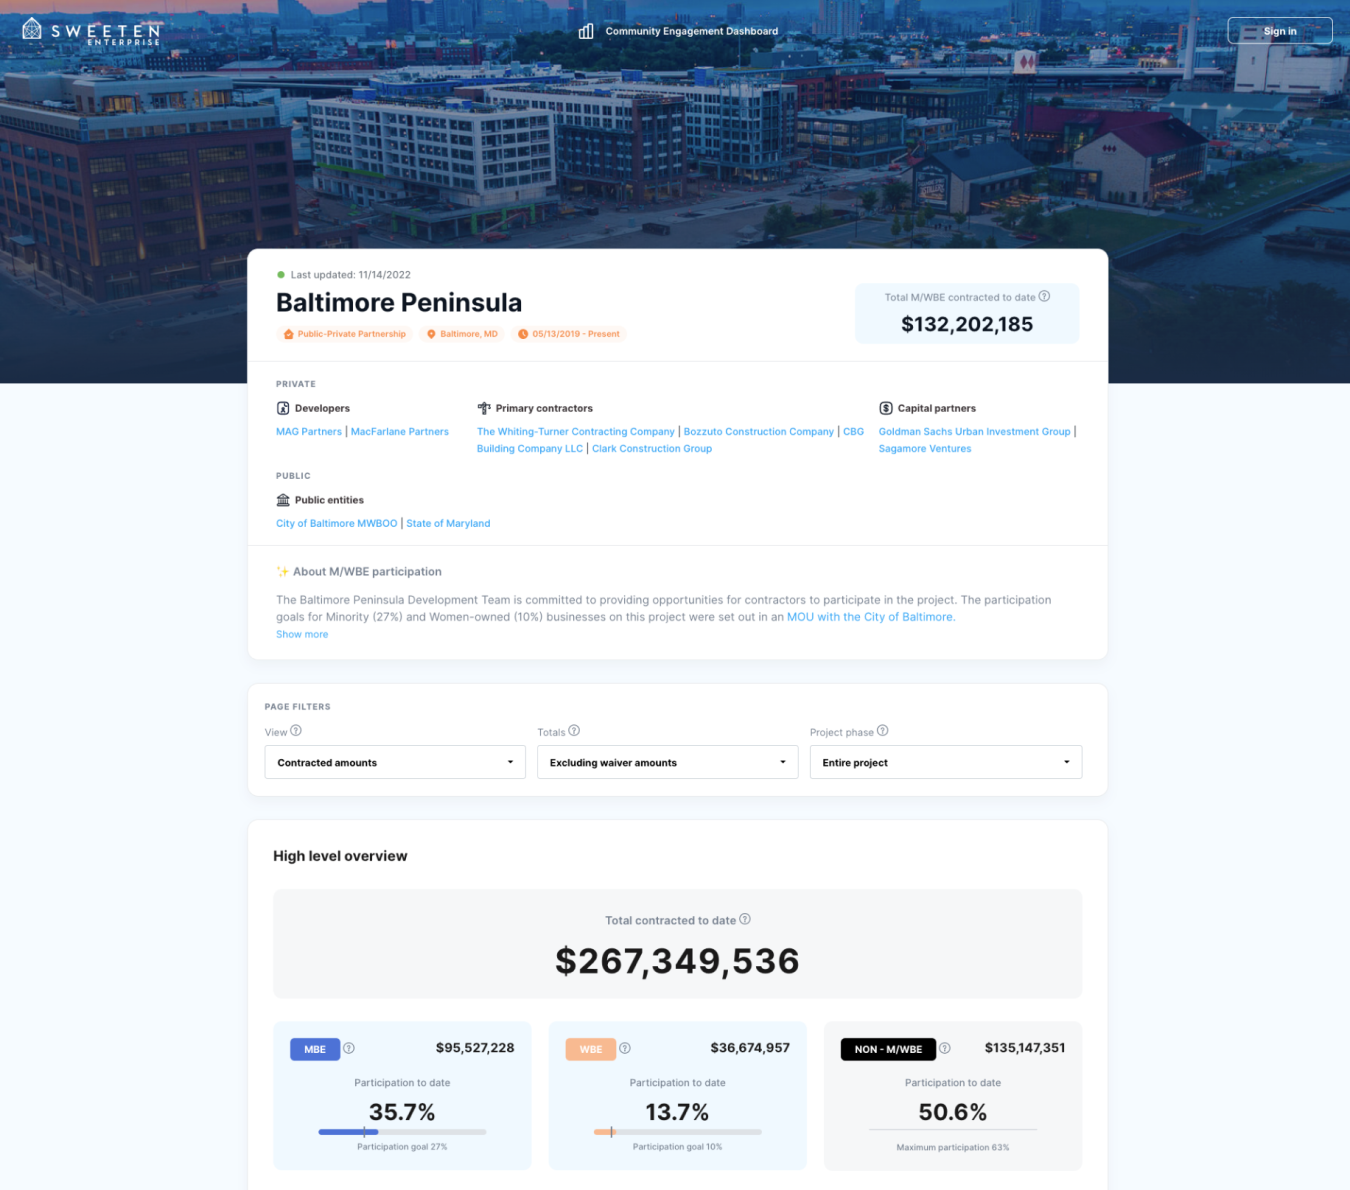 SWEETEN
ENTERPRISE
Community Engagement Dashboard
Sign in
Last updated: 11/14/2022
Baltimore Peninsula
Public-Private Partnership
Baltimore, MD
05/13/2019 - Present
Total M/WBE contracted to date
$132,202,185
PRIVATE
Developers
MAG Partners | MacFarlane Partners
Primary contractors
The Whiting-Turner Contracting Company | Bozzuto Construction Company | CBG
Building Company LLC | Clark Construction Group
Capital partners
Goldman Sachs Urban Investment Group |
Sagamore Ventures
PUBLIC
Public entities
City of Baltimore MWBOO | State of Maryland
✨ About M/WBE participation
The Baltimore Peninsula Development Team is committed to providing opportunities for contractors to participate in the project. The participation
goals for Minority (27%) and Women-owned (10%) businesses on this project were set out in an MOU with the City of Baltimore.
Show more
PAGE FILTERS
View
Contracted amounts
Totals
Excluding waiver amounts
Project phase
Entire project
High level overview
Total contracted to date
$267,349,536
MBE
$95,527,228
Participation to date
35.7%
Participation goal 27%
WBE
$36,674,957
Participation to date
13.7%
Participation goal 10%
NON - M/WBE
$135,147,351
Participation to date
50.6%
Maximum participation 63%